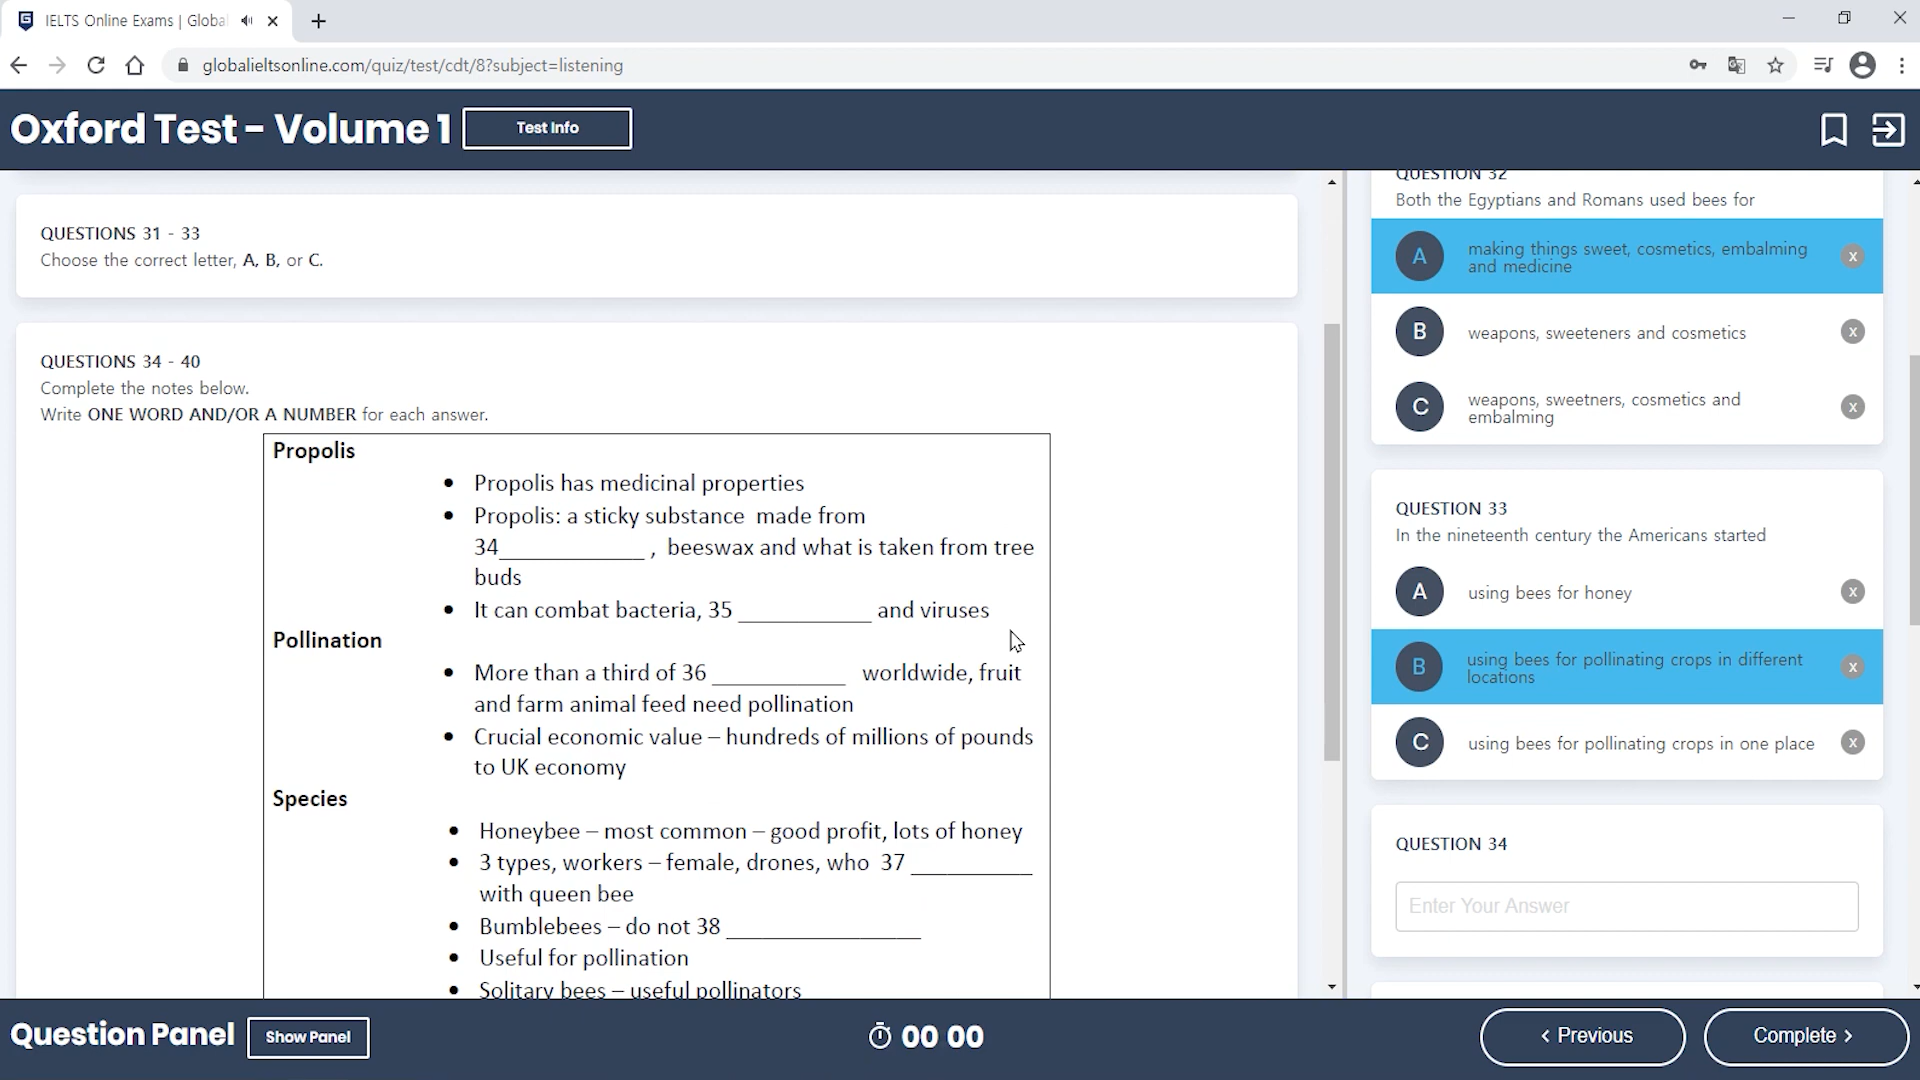 IELTS Online Exams | Globa
globalieltsonline.com/quiz/test/cdt/8?subject=listening
Oxford Test - Volume 1
Test Info
QUESTIONS 31 - 33
Choose the correct letter, A, B, or C.
QUESTIONS 34 - 40
Complete the notes below.
Write ONE WORD AND/OR A NUMBER for each answer.
Propolis
• Propolis has medicinal properties
• Propolis: a sticky substance made from
34____________ , beeswax and what is taken from tree
buds
• It can combat bacteria, 35 ___________ and viruses
Pollination
• More than a third of 36 ___________ worldwide, fruit
and farm animal feed need pollination
• Crucial economic value – hundreds of millions of pounds
to UK economy
Species
• Honeybee – most common – good profit, lots of honey
• 3 types, workers – female, drones, who 37 __________
with queen bee
• Bumblebees – do not 38 ________________
• Useful for pollination
• Solitary bees – useful pollinators
QUESTION 32
Both the Egyptians and Romans used bees for
A making things sweet, cosmetics, embalming x
and medicine
B weapons, sweeteners and cosmetics x
C weapons, sweetners, cosmetics and x
embalming
QUESTION 33
In the nineteenth century the Americans started
A using bees for honey x
B using bees for pollinating crops in different x
locations
C using bees for pollinating crops in one place x
QUESTION 34
Enter Your Answer
Question Panel
Show Panel
00 00
‹ Previous
Complete ›